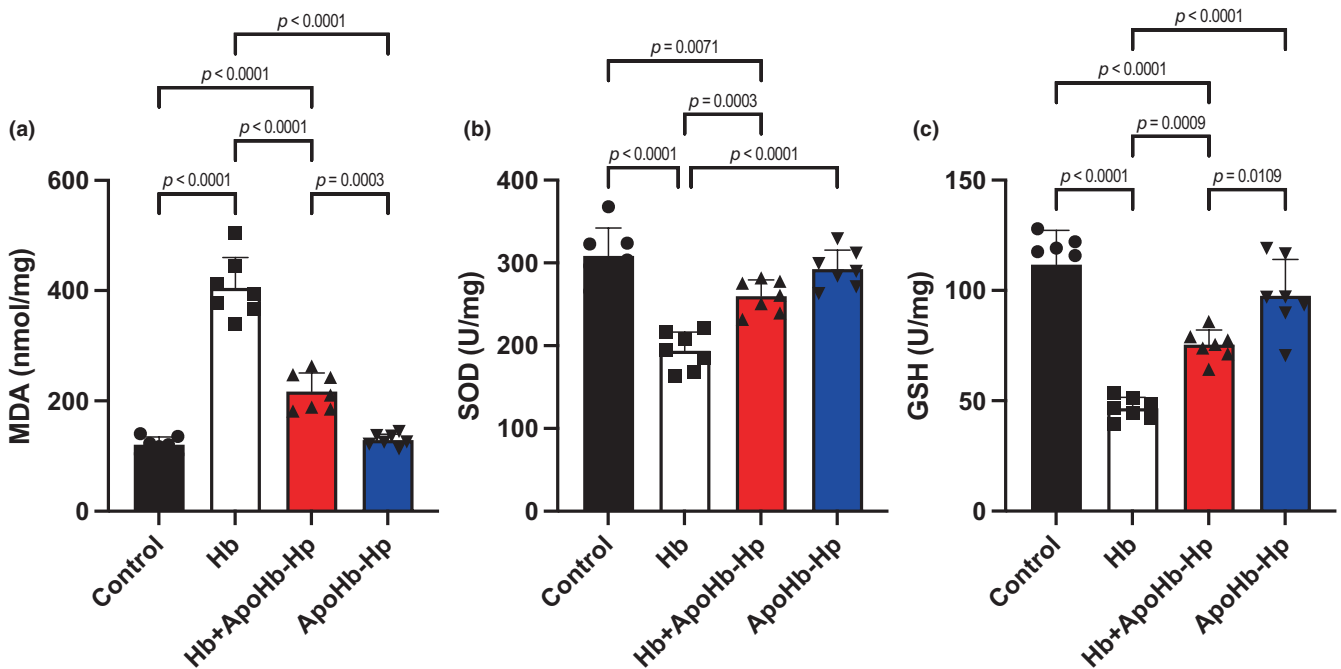 (a)
p < 0.0001
p < 0.0001
p < 0.0001
p < 0.0001
p = 0.0003
MDA (nmol/mg)
600
400
200
0
Control
Hb
Hb+ApoHb-Hp
ApoHb-Hp
(b)
p = 0.0071
p = 0.0003
p < 0.0001
p < 0.0001
SOD (U/mg)
400
300
200
100
0
Control
Hb
Hb+ApoHb-Hp
ApoHb-Hp
(c)
p < 0.0001
p < 0.0001
p = 0.0009
p < 0.0001
p = 0.0109
GSH (U/mg)
150
100
50
0
Control
Hb
Hb+ApoHb-Hp
ApoHb-Hp